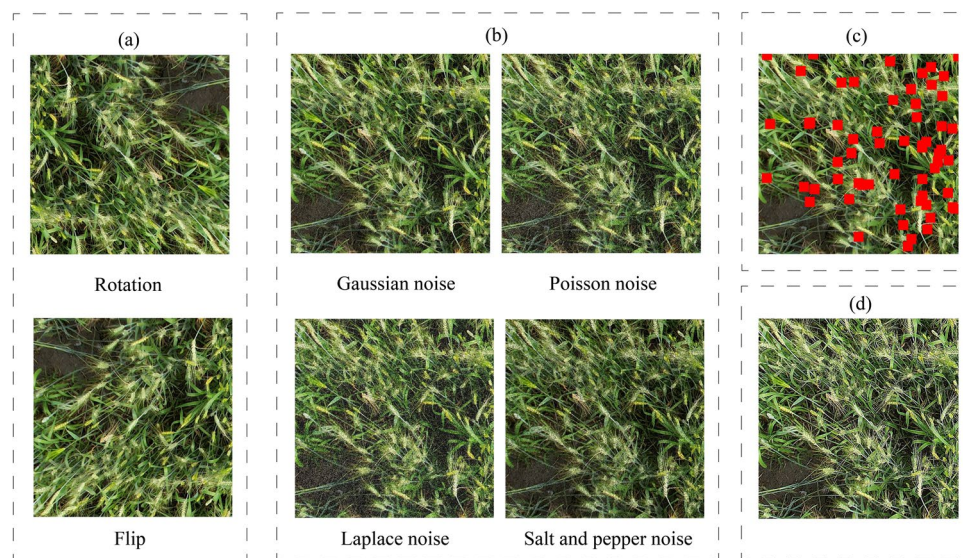 (a)
Rotation
Flip
(b)
Gaussian noise
Poisson noise
Laplace noise
Salt and pepper noise
(c)
(d)